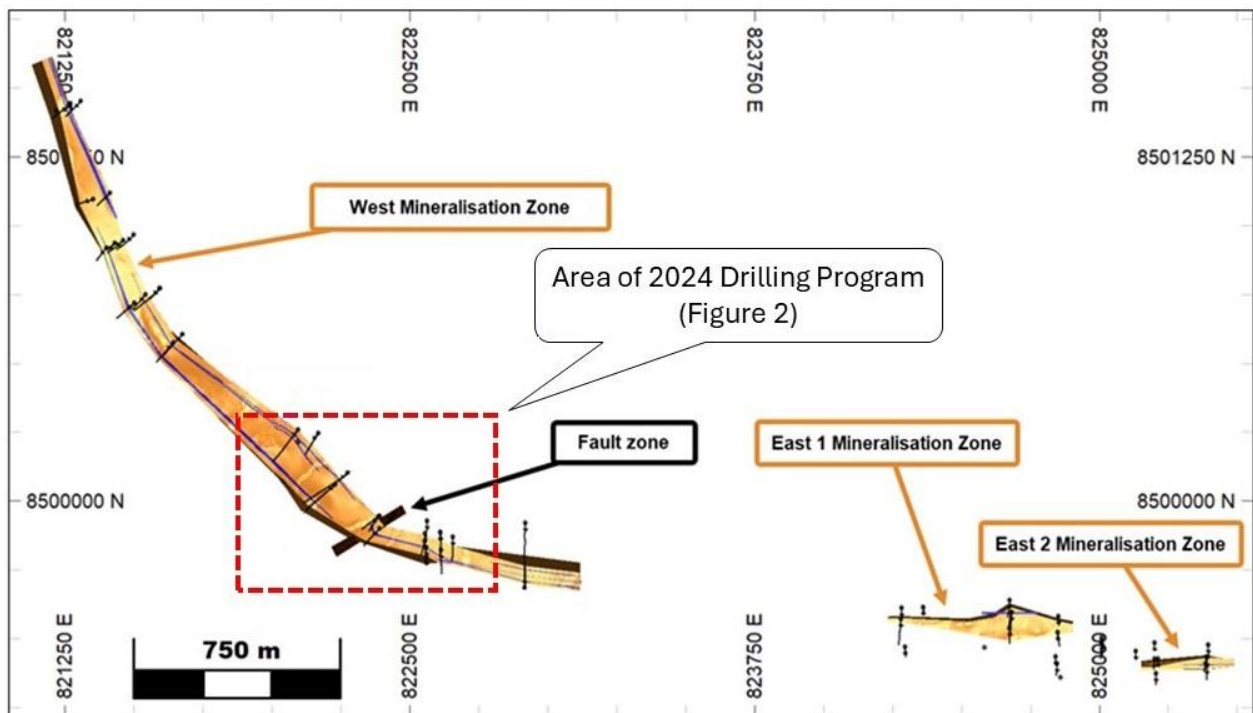 821250 E
822500 E
823750 E
825000 E
8501250 N
West Mineralisation Zone
Area of 2024 Drilling Program
(Figure 2)
Fault zone
East 1 Mineralisation Zone
8500000 N
8500000 N
East 2 Mineralisation Zone
750 m
821250 E
822500 E
823750 E
825000 E